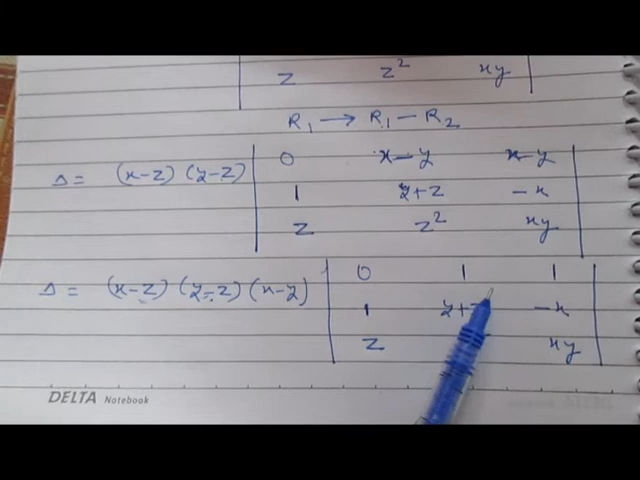 z z² xy
R₁ → R₁ - R₂
Δ = (x-z) (y-z) | 0 x-y x-y |
| 1 y+z -x |
| z z² xy |
Δ = (x-z) (y-z) (x-y) | 0 1 1 |
| 1 y+ -x |
| z xy |
DELTA Notebook